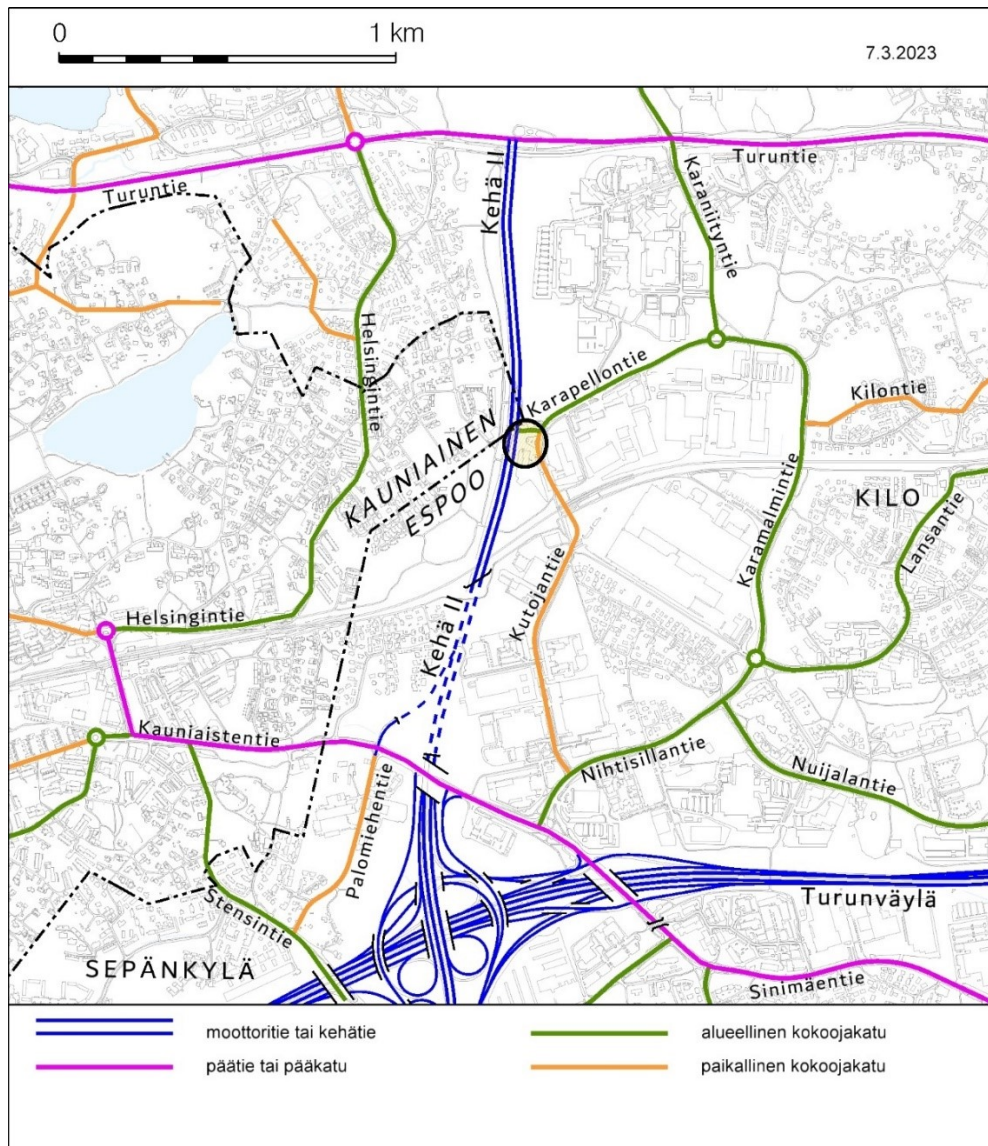 0 1 km
7.3.2023
Turuntie
Turuntie
Kehä II
Karaniityntie
Helsingintie
Karapellontie
Kilontie
KAUNIAINEN
ESPOO
KILO
Karamalmintie
Lansantie
Kutojantie
Helsingintie
Kehä II
Kauniaistentie
Nihtisillantie
Nuijalantie
Palomiehentie
Stensintie
Turunväylä
SEPÄNKYLÄ
Sinimäentie
moottoritie tai kehätie
alueellinen kokoojakatu
päätie tai pääkatu
paikallinen kokoojakatu